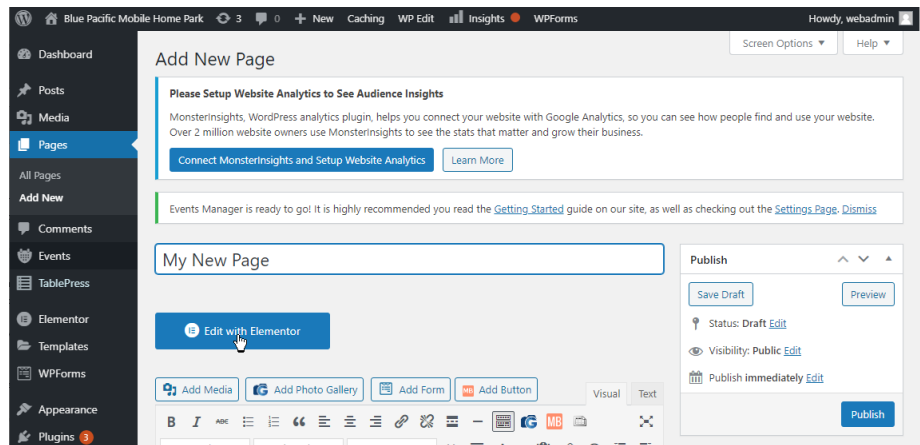 Blue Pacific Mobile Home Park 3 0 + New Caching WP Edit Insights WPForms Howdy, webadmin
Screen Options ▼ Help ▼
Dashboard
Posts
Media
Pages
All Pages
Add New
Comments
Events
TablePress
Elementor
Templates
WPForms
Appearance
Plugins 3
Add New Page
Please Setup Website Analytics to See Audience Insights
MonsterInsights, WordPress analytics plugin, helps you connect your website with Google Analytics, so you can see how people find and use your website.
Over 2 million website owners use MonsterInsights to see the stats that matter and grow their business.
Connect MonsterInsights and Setup Website Analytics Learn More
Events Manager is ready to go! It is highly recommended you read the Getting Started guide on our site, as well as checking out the Settings Page. Dismiss
My New Page
Edit with Elementor
Add Media Add Photo Gallery Add Form MB Add Button Visual Text
B I ABC MB
Publish
Save Draft Preview
Status: Draft Edit
Visibility: Public Edit
Publish immediately Edit
Publish